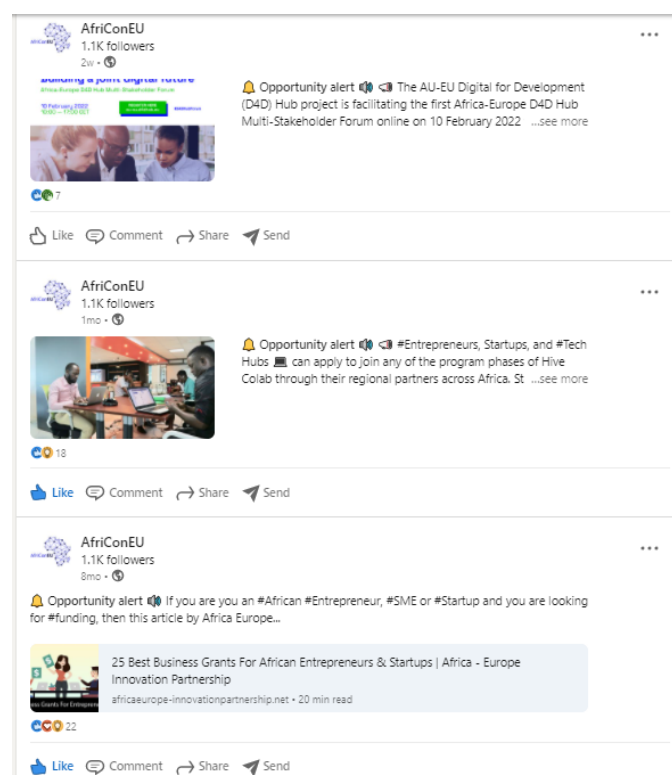 AfriConEU
1.1K followers
2w •
Building a joint digital future
Africa-Europe D4D Hub Multi-Stakeholder Forum
10 February 2022
REGISTER HERE
🔔 Opportunity alert 🔊 📢 The AU-EU Digital for Development
(D4D) Hub project is facilitating the first Africa-Europe D4D Hub
Multi-Stakeholder Forum online on 10 February 2022 ...see more
7
Like Comment Share Send
AfriConEU
1.1K followers
1mo •
🔔 Opportunity alert 🔊 📢 #Entrepreneurs, Startups, and #Tech
Hubs 💻 can apply to join any of the program phases of Hive
Colab through their regional partners across Africa. St ...see more
18
Like Comment Share Send
AfriConEU
1.1K followers
8mo •
🔔 Opportunity alert 🔊 If you are you an #African #Entrepreneur, #SME or #Startup and you are looking
for #funding, then this article by Africa Europe...
25 Best Business Grants For African Entrepreneurs & Startups | Africa - Europe
Innovation Partnership
africaeurope-innovationpartnership.net • 20 min read
ess Grants For Entrepren
22
Like Comment Share Send